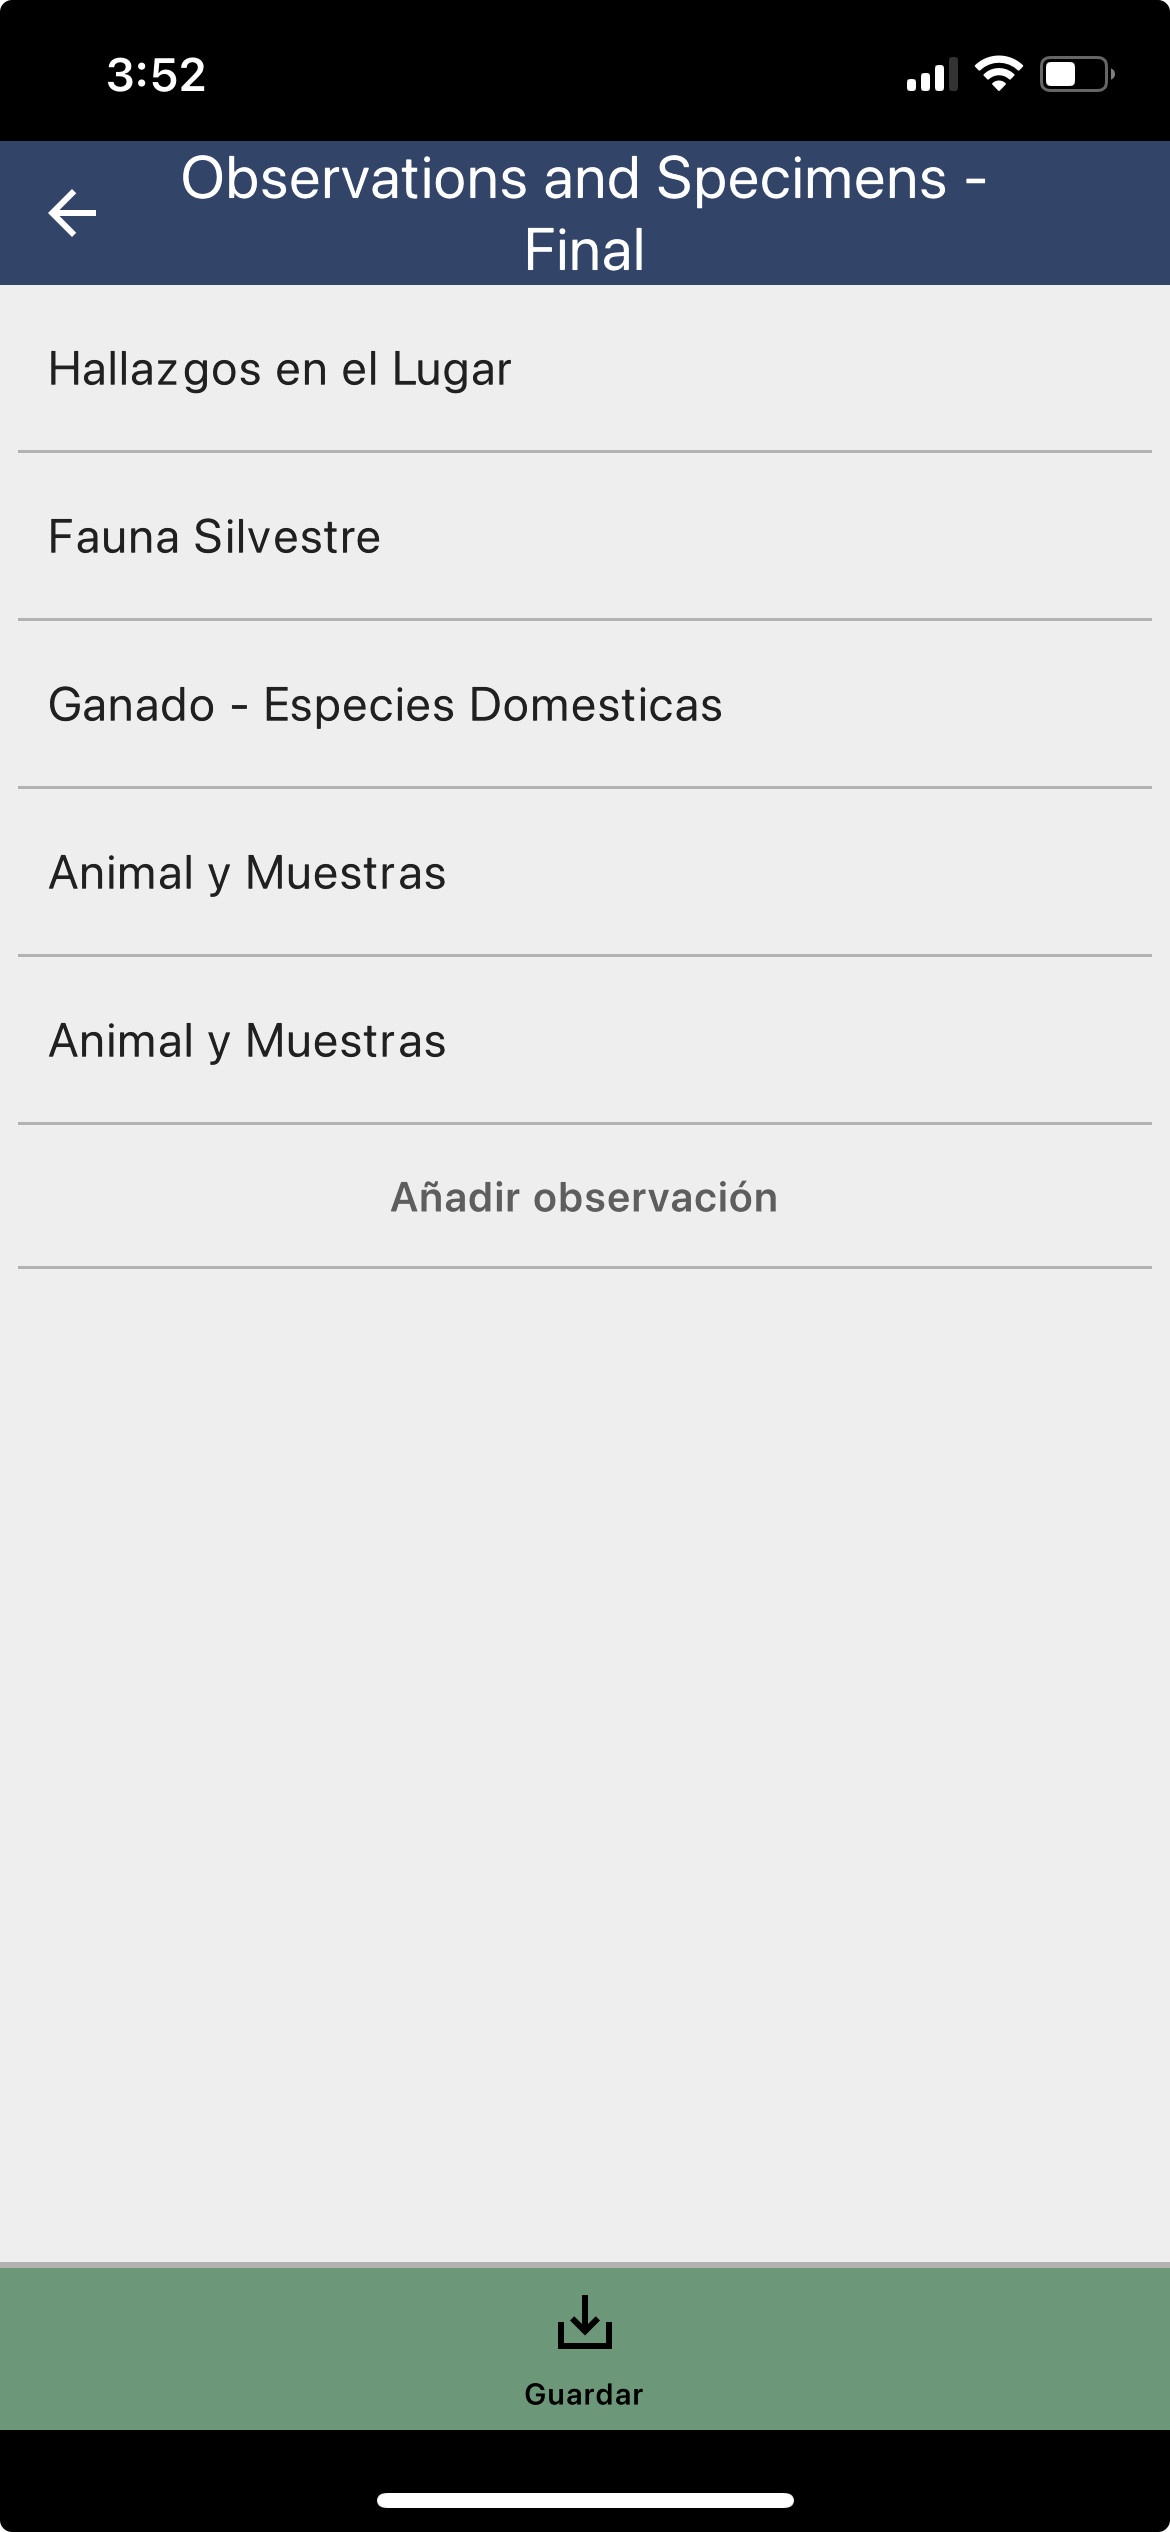 3:52
Observations and Specimens -
Final
Hallazgos en el Lugar
Fauna Silvestre
Ganado - Especies Domesticas
Animal y Muestras
Animal y Muestras
Añadir observación
Guardar